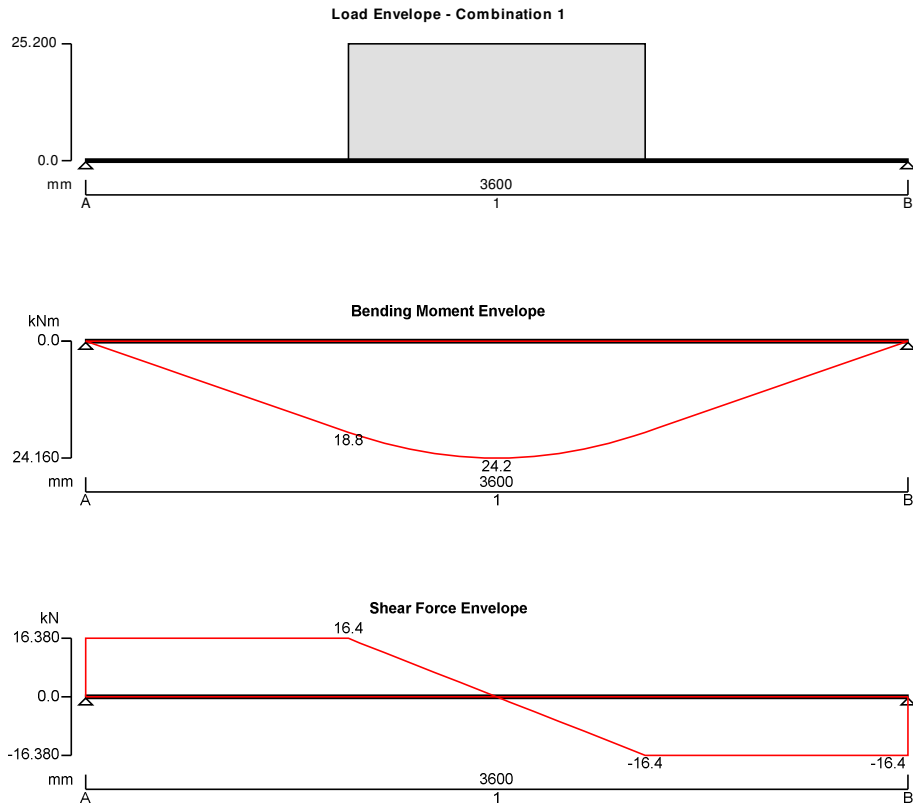 Load Envelope - Combination 1
25.200
0.0
mm
3600
A
1
B
Bending Moment Envelope
kNm
0.0
18.8
24.160
24.2
mm
3600
A
1
B
Shear Force Envelope
kN
16.380
16.4
0.0
-16.380
-16.4
-16.4
mm
3600
A
1
B